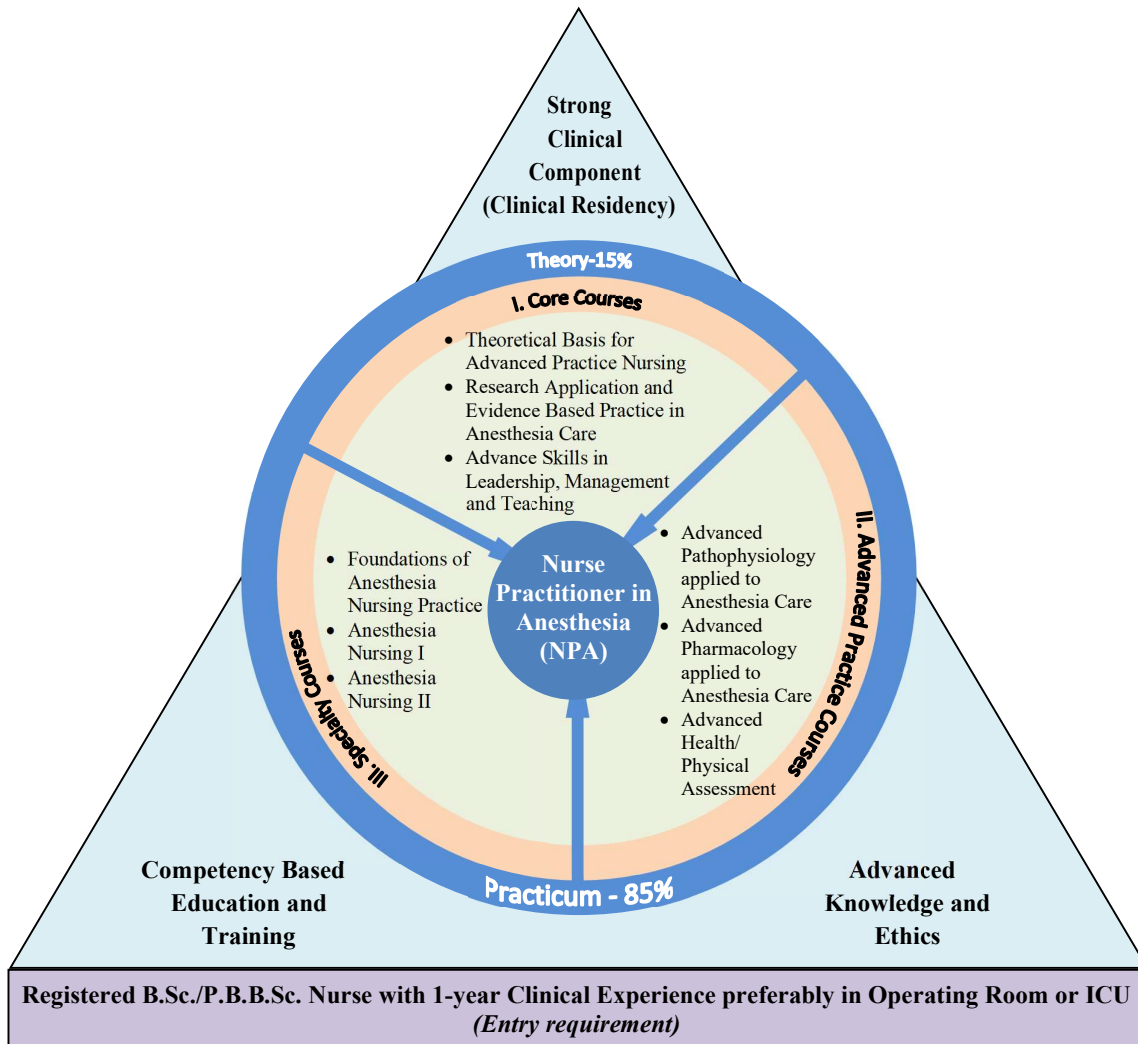 Strong
Clinical
Component
(Clinical Residency)
Theory-15%
I. Core Courses
• Theoretical Basis for
Advanced Practice Nursing
• Research Application and
Evidence Based Practice in
Anesthesia Care
• Advance Skills in
Leadership, Management
and Teaching
II. Advanced Practice Courses
• Advanced
Pathophysiology
applied to
Anesthesia Care
• Advanced
Pharmacology
applied to
Anesthesia Care
• Advanced
Health/
Physical
Assessment
III. Specialty Courses
• Foundations of
Anesthesia
Nursing Practice
• Anesthesia
Nursing I
• Anesthesia
Nursing II
Nurse
Practitioner in
Anesthesia
(NPA)
Practicum - 85%
Competency Based
Education and
Training
Advanced
Knowledge and
Ethics
Registered B.Sc./P.B.B.Sc. Nurse with 1-year Clinical Experience preferably in Operating Room or ICU
(Entry requirement)